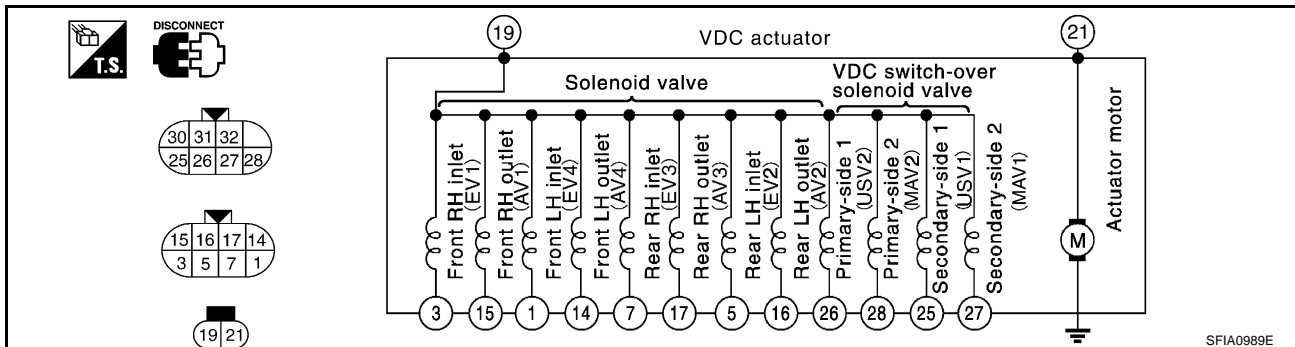 T.S.
DISCONNECT
30 31 32
25 26 27 28
15 16 17 14
3 5 7 1
19 21
19
VDC actuator
21
Solenoid valve
VDC switch-over
solenoid valve
Front RH inlet
(EV1)
Front RH outlet
(AV1)
Front LH inlet
(EV4)
Front LH outlet
(AV4)
Rear RH inlet
(EV3)
Rear RH outlet
(AV3)
Rear LH inlet
(EV2)
Rear LH outlet
(AV2)
Primary-side 1
(USV2)
Primary-side 2
(MAV2)
Secondary-side 1
(USV1)
Secondary-side 2
(MAV1)
Actuator motor
M
3 15 1 14 7 17 5 16 26 28 25 27
SFIA0989E